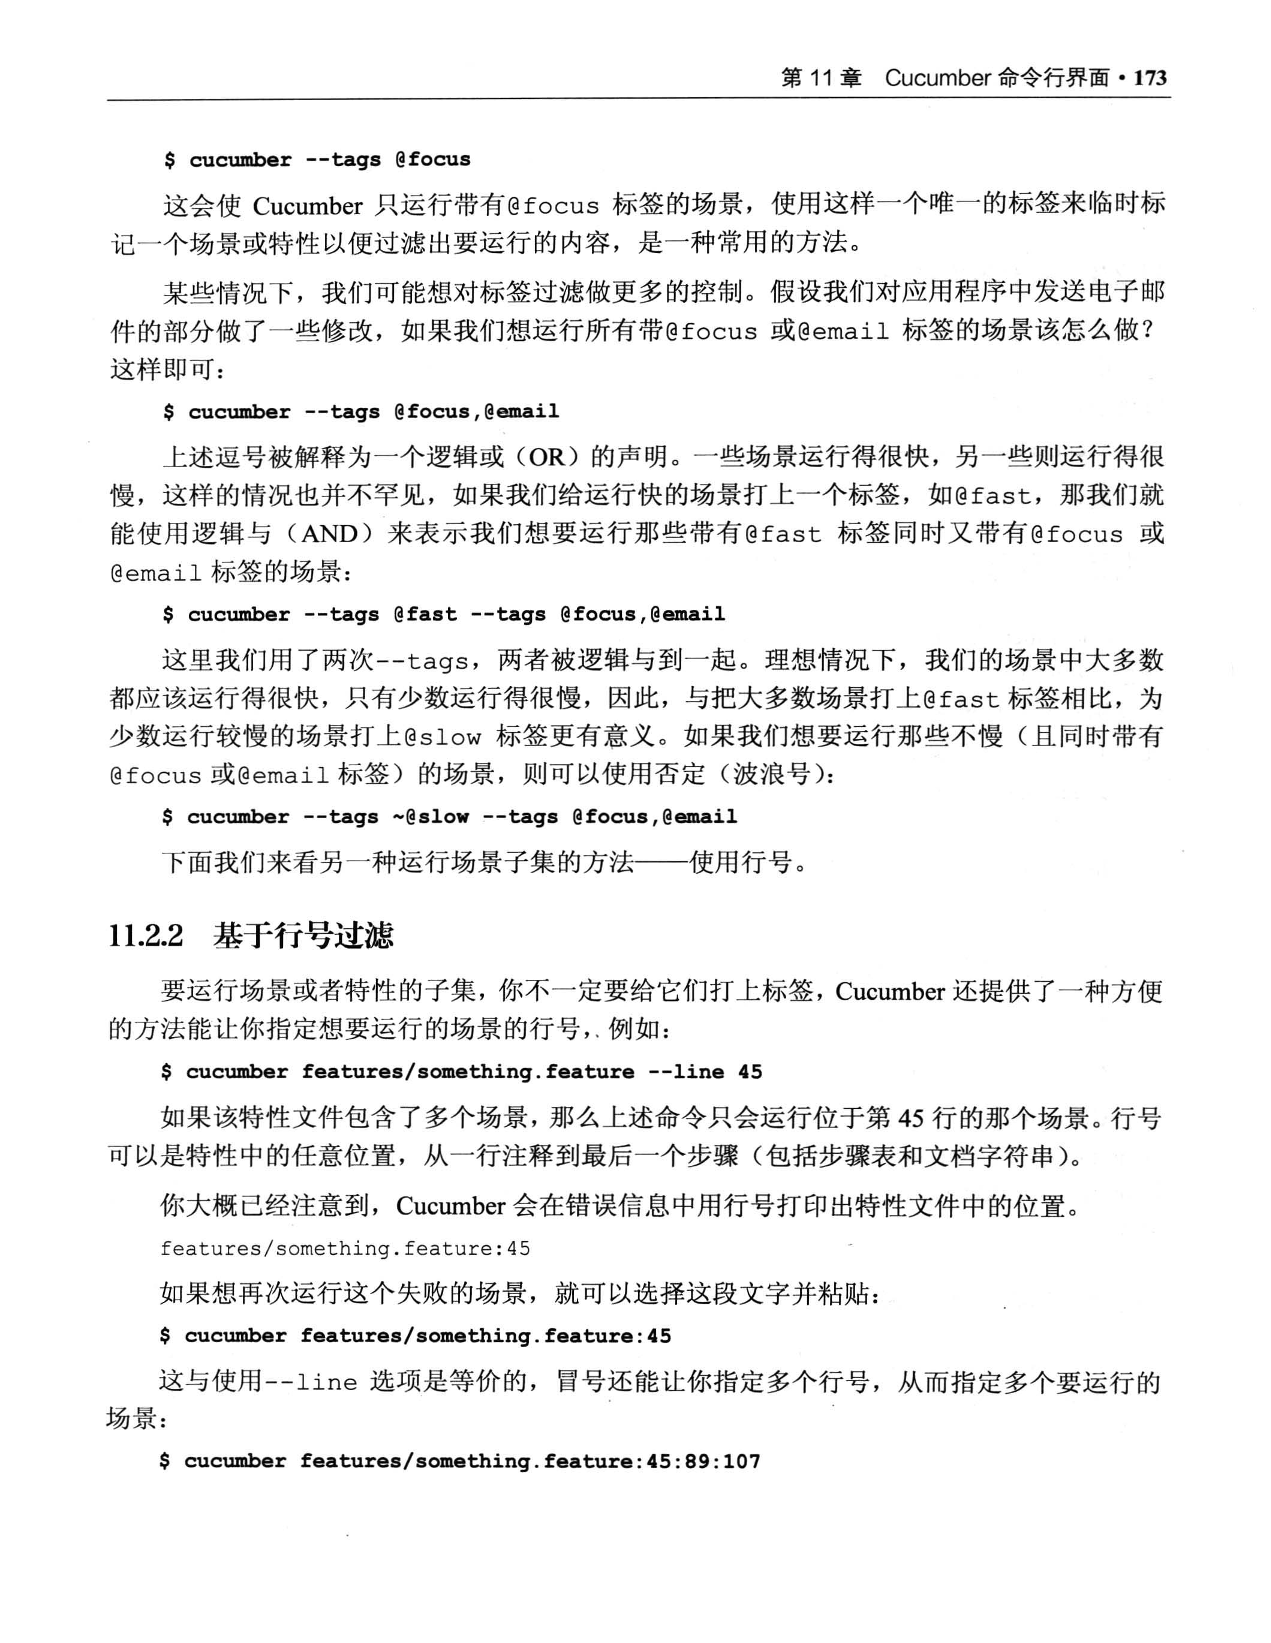 第 11 章 Cucumber 命令行界面 · 173
$ cucumber --tags @focus
这会使 Cucumber 只运行带有@focus 标签的场景，使用这样一个唯一的标签来临时标
记一个场景或特性以便过滤出要运行的内容，是一种常用的方法。
某些情况下，我们可能想对标签过滤做更多的控制。假设我们对应用程序中发送电子邮
件的部分做了一些修改，如果我们想运行所有带@focus 或@email 标签的场景该怎么做？
这样即可：
$ cucumber --tags @focus,@email
上述逗号被解释为一个逻辑或（OR）的声明。一些场景运行得很快，另一些则运行得很
慢，这样的情况也并不罕见，如果我们给运行快的场景打上一个标签，如@fast，那我们就
能使用逻辑与（AND）来表示我们想要运行那些带有@fast 标签同时又带有@focus 或
@email 标签的场景：
$ cucumber --tags @fast --tags @focus,@email
这里我们用了两次--tags，两者被逻辑与到一起。理想情况下，我们的场景中大多数
都应该运行得很快，只有少数运行得很慢，因此，与把大多数场景打上@fast 标签相比，为
少数运行较慢的场景打上@slow 标签更有意义。如果我们想要运行那些不慢（且同时带有
@focus 或@email 标签）的场景，则可以使用否定（波浪号）：
$ cucumber --tags ~@slow --tags @focus,@email
下面我们来看另一种运行场景子集的方法——使用行号。
11.2.2 基于行号过滤
要运行场景或者特性的子集，你不一定要给它们打上标签，Cucumber 还提供了一种方便
的方法能让你指定想要运行的场景的行号，例如：
$ cucumber features/something.feature --line 45
如果该特性文件包含了多个场景，那么上述命令只会运行位于第 45 行的那个场景。行号
可以是特性中的任意位置，从一行注释到最后一个步骤（包括步骤表和文档字符串）。
你大概已经注意到，Cucumber 会在错误信息中用行号打印出特性文件中的位置。
features/something.feature:45
如果想再次运行这个失败的场景，就可以选择这段文字并粘贴：
$ cucumber features/something.feature:45
这与使用--line 选项是等价的，冒号还能让你指定多个行号，从而指定多个要运行的
场景：
$ cucumber features/something.feature:45:89:107